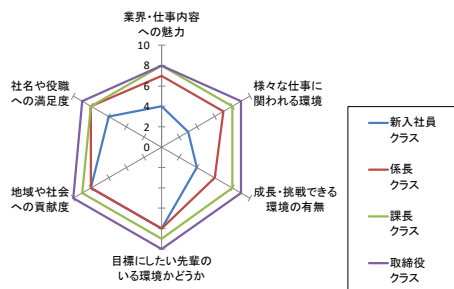 業界・仕事内容
への魅力
10
8
6
4
2
0
様々な仕事に
関われる環境
成長・挑戦できる
環境の有無
目標にしたい先輩の
いる環境かどうか
地域や社会
への貢献度
社名や役職
への満足度
新入社員
クラス
係長
クラス
課長
クラス
取締役
クラス